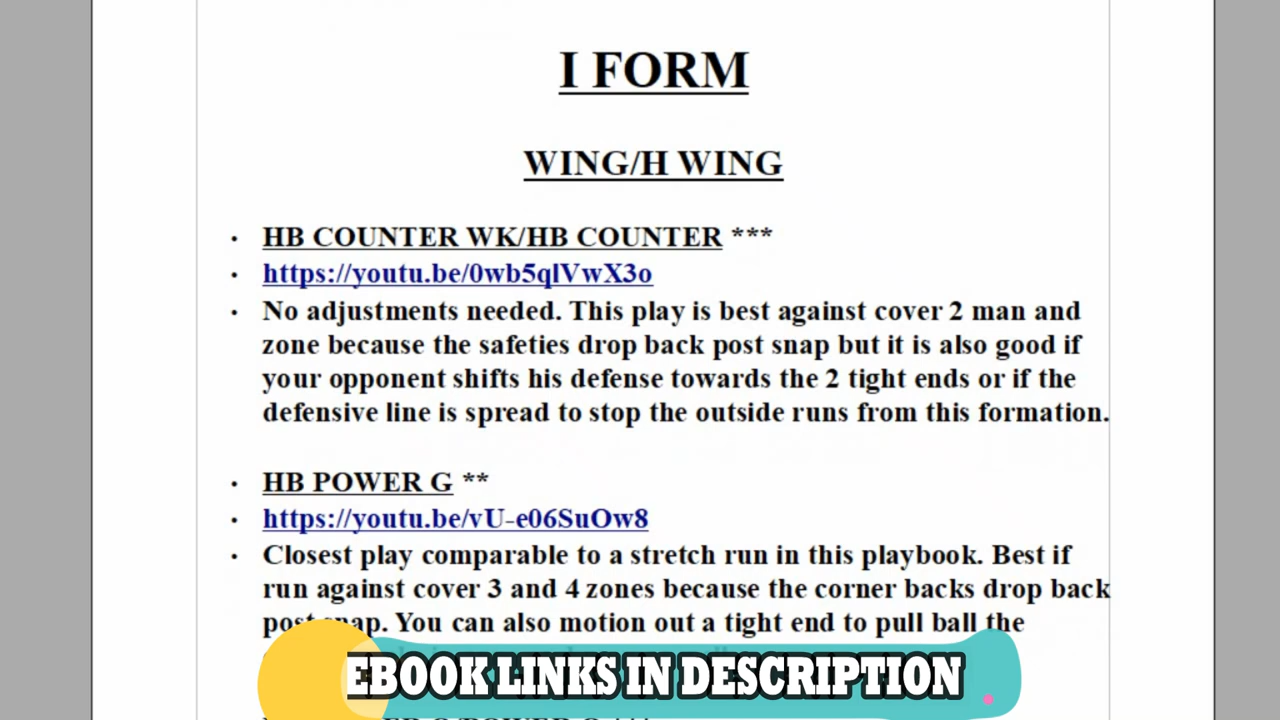 I FORM
WING/H WING
• HB COUNTER WK/HB COUNTER ***
• https://youtu.be/0wb5qlVwX3o
• No adjustments needed. This play is best against cover 2 man and
zone because the safeties drop back post snap but it is also good if
your opponent shifts his defense towards the 2 tight ends or if the
defensive line is spread to stop the outside runs from this formation.
• HB POWER G **
• https://youtu.be/vU-e06SuOw8
• Closest play comparable to a stretch run in this playbook. Best if
run against cover 3 and 4 zones because the corner backs drop back
post snap. You can also motion out a tight end to pull ball the
EBOOK LINKS IN DESCRIPTION